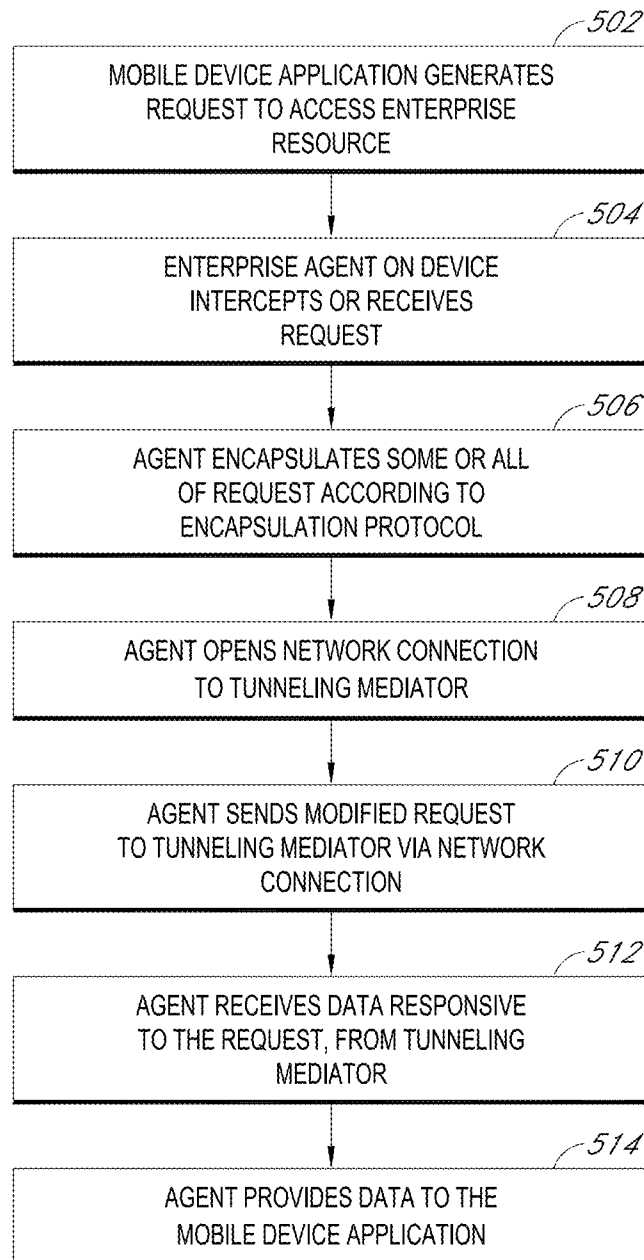 502
MOBILE DEVICE APPLICATION GENERATES
REQUEST TO ACCESS ENTERPRISE
RESOURCE
504
ENTERPRISE AGENT ON DEVICE
INTERCEPTS OR RECEIVES
REQUEST
506
AGENT ENCAPSULATES SOME OR ALL
OF REQUEST ACCORDING TO
ENCAPSULATION PROTOCOL
508
AGENT OPENS NETWORK CONNECTION
TO TUNNELING MEDIATOR
510
AGENT SENDS MODIFIED REQUEST
TO TUNNELING MEDIATOR VIA NETWORK
CONNECTION
512
AGENT RECEIVES DATA RESPONSIVE
TO THE REQUEST, FROM TUNNELING
MEDIATOR
514
AGENT PROVIDES DATA TO THE
MOBILE DEVICE APPLICATION